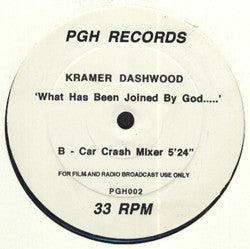 PGH RECORDS
KRAMER DASHWOOD
'What Has Been Joined By God.....'
B - Car Crash Mixer 5'24"
FOR FILM AND RADIO BROADCAST USE ONLY
PGH002
33 RPM